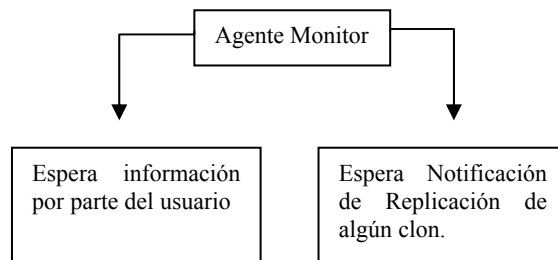 Agente Monitor
Espera información
por parte del usuario
Espera Notificación
de Replicación de
algún clon.